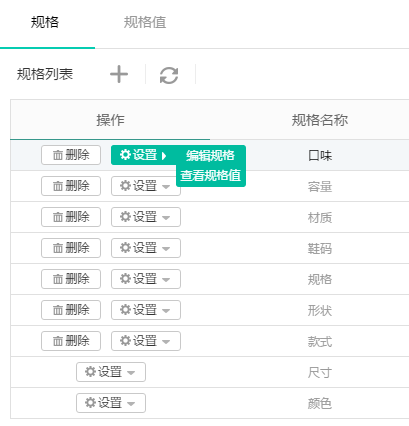 规格 规格值
规格列表
操作 规格名称
删除 设置 编辑规格 口味
查看规格值
删除 设置 容量
删除 设置 材质
删除 设置 鞋码
删除 设置 规格
删除 设置 形状
删除 设置 款式
设置 尺寸
设置 颜色